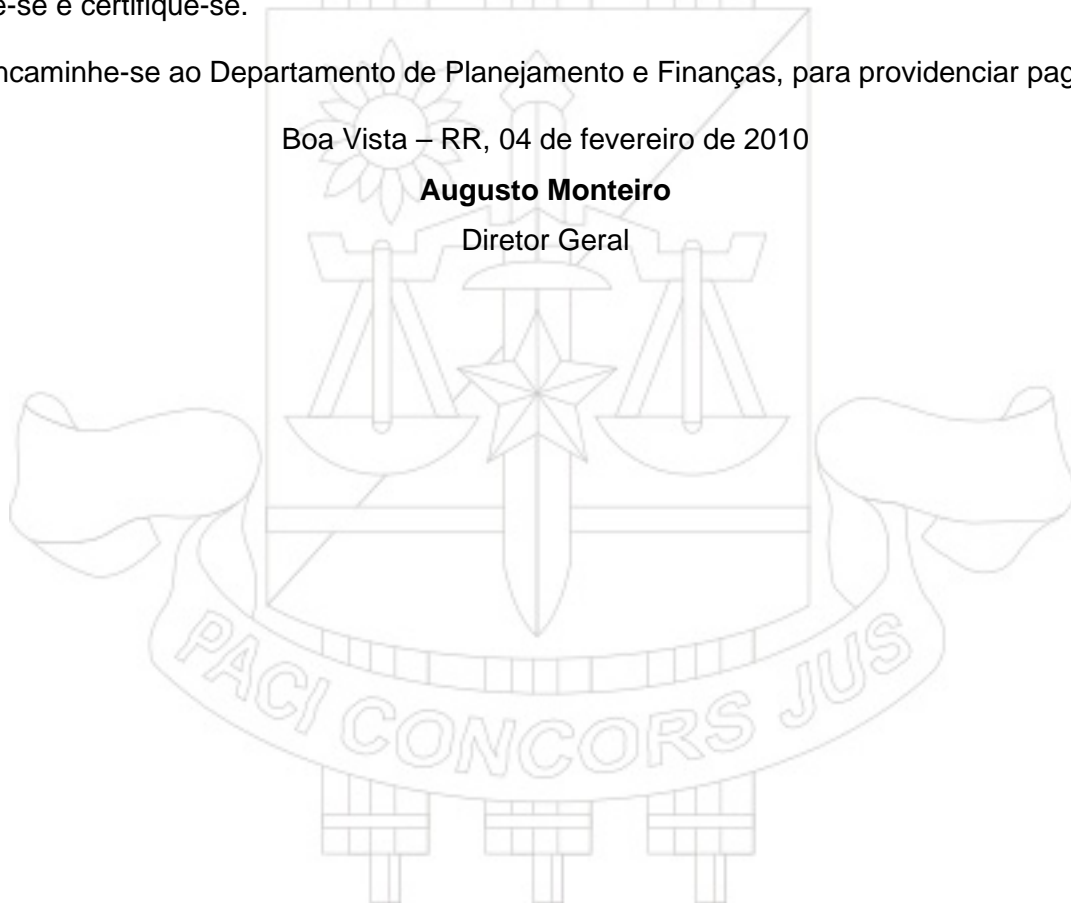 e-se e certifique-se.
ncaminhe-se ao Departamento de Planejamento e Finanças, para providenciar pag
Boa Vista – RR, 04 de fevereiro de 2010
Augusto Monteiro
Diretor Geral
PACI CONCORS JUS